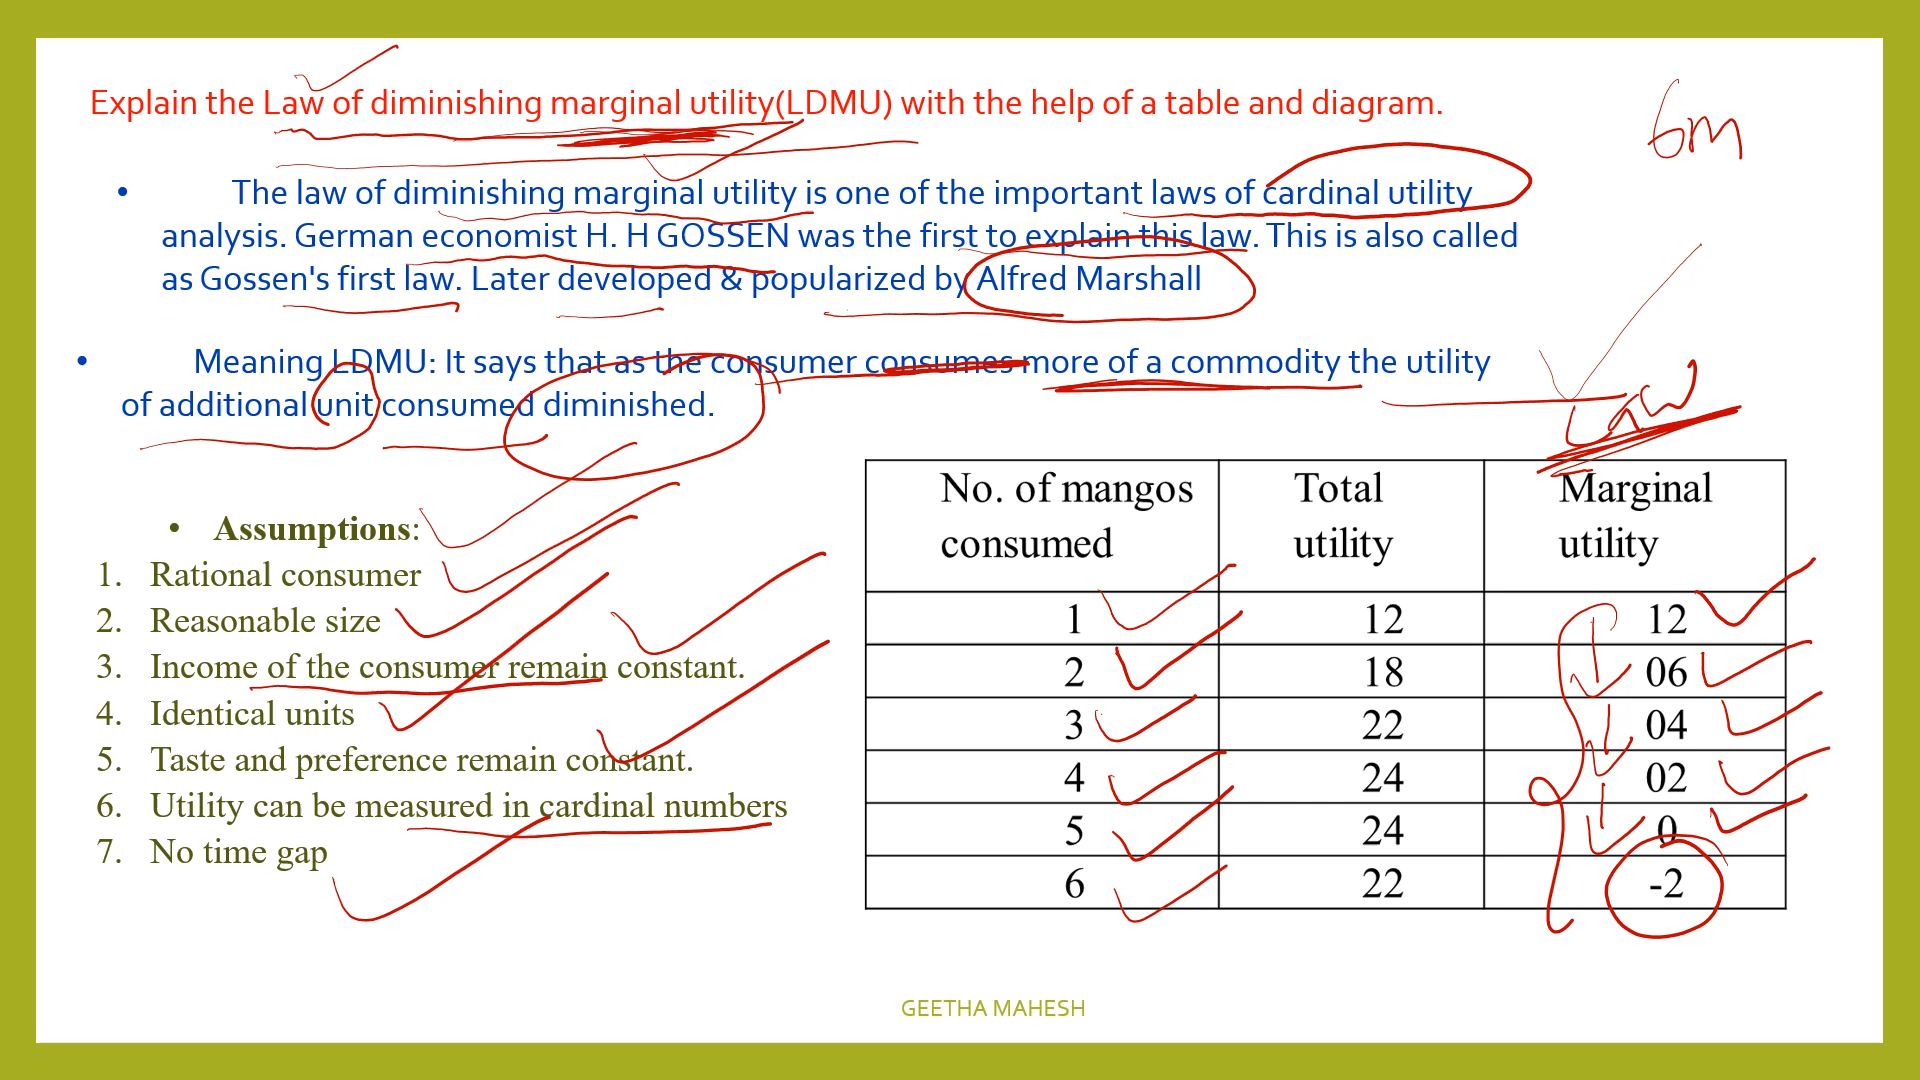 Explain the Law of diminishing marginal utility(LDMU) with the help of a table and diagram.
6m
• The law of diminishing marginal utility is one of the important laws of cardinal utility
analysis. German economist H. H GOSSEN was the first to explain this law. This is also called
as Gossen's first law. Later developed & popularized by Alfred Marshall
• Meaning LDMU: It says that as the consumer consumes more of a commodity the utility
of additional unit consumed diminished.
Law
• Assumptions:
1. Rational consumer
2. Reasonable size
3. Income of the consumer remain constant.
4. Identical units
5. Taste and preference remain constant.
6. Utility can be measured in cardinal numbers
7. No time gap
No. of mangos consumed Total utility Marginal utility
1 12 12
2 18 06
3 22 04
4 24 02
5 24 0
6 22 -2
GEETHA MAHESH